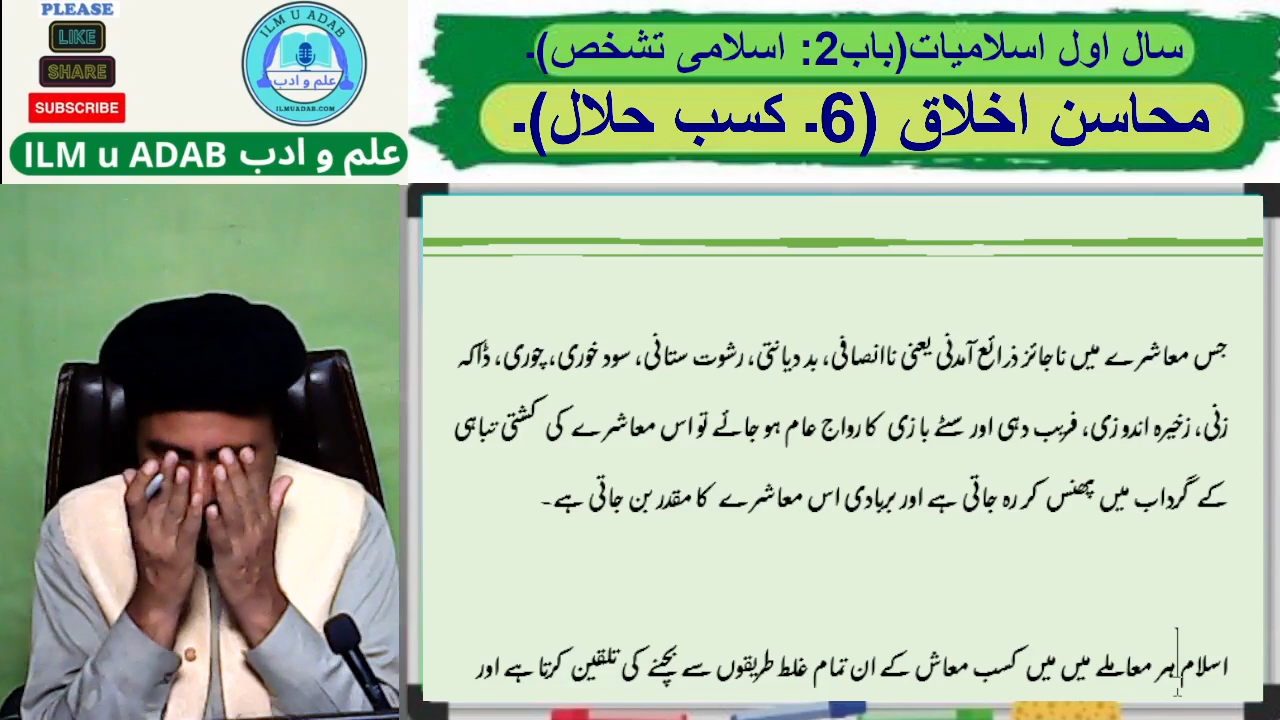 PLEASE
LIKE
SHARE
SUBSCRIBE
ILM U ADAB
علم و ادب
ILMUADAB.COM
ILM u ADAB علم و ادب
سال اول اسلامیات(باب2: اسلامی تشخص)۔
محاسن اخلاق (6۔ کسب حلال)۔
جس معاشرے میں ناجائز ذرائع آمدنی یعنی ناانصافی، بد دیانتی، رشوت ستانی، سود خوری، چوری، ڈاکہ
زنی، زخیرہ اندوزی، فریب دہی اور سٹے بازی کا رواج عام ہو جائے تو اس معاشرے کی کشتی تباہی
کے گرداب میں پھنس کر رہ جاتی ہے اور بربادی اس معاشرے کا مقدر بن جاتی ہے۔
اسلام ہر معاملے میں میں کسب معاش کے ان تمام غلط طریقوں سے بچنے کی تلقین کرتا ہے اور